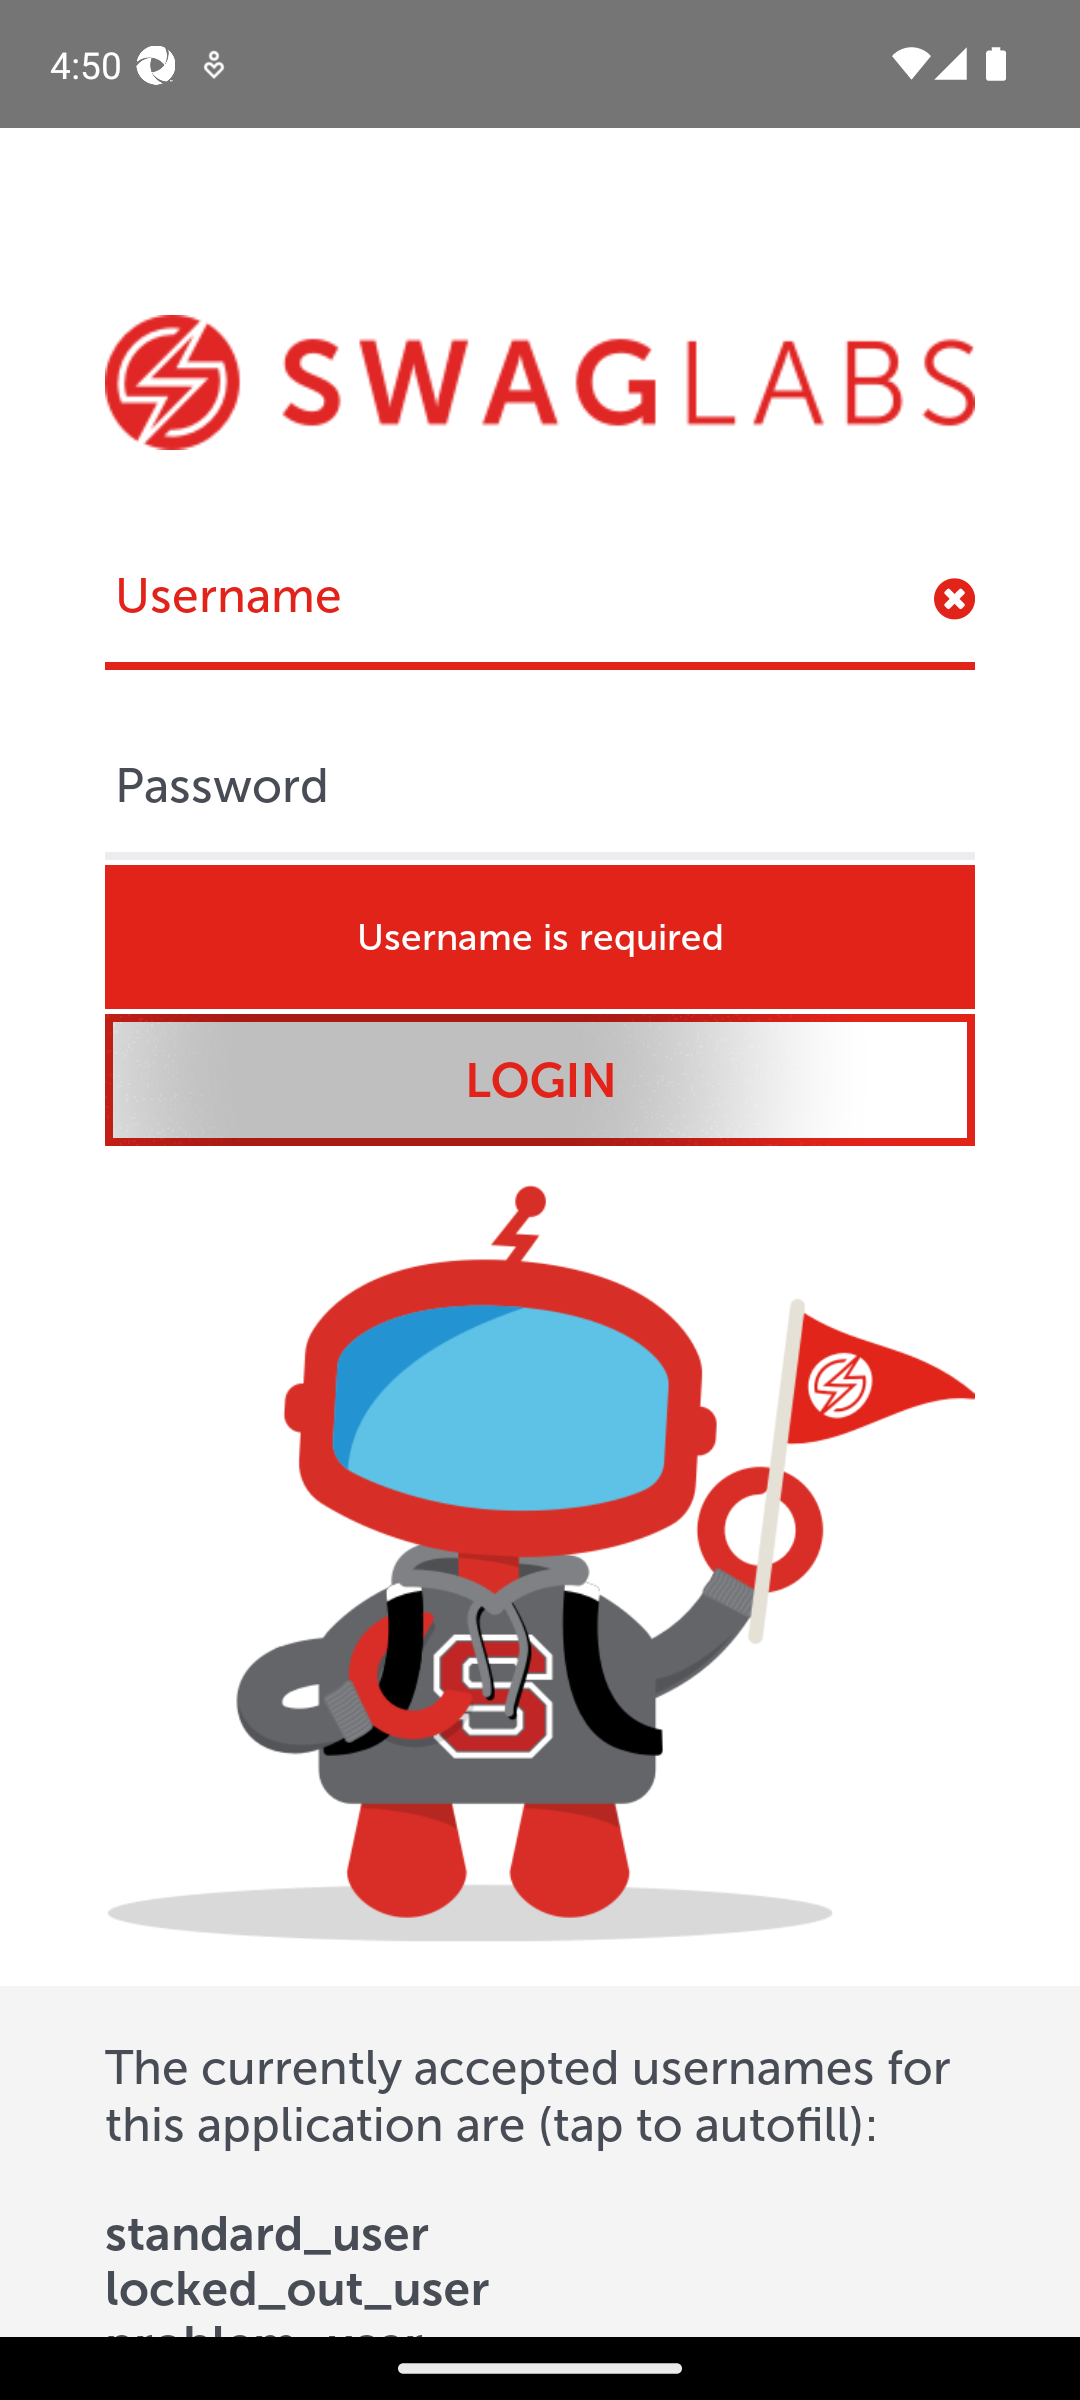 4:50
SWAGLABS
Username
Password
Username is required
LOGIN
S
The currently accepted usernames for
this application are (tap to autofill):
standard_user
locked_out_user